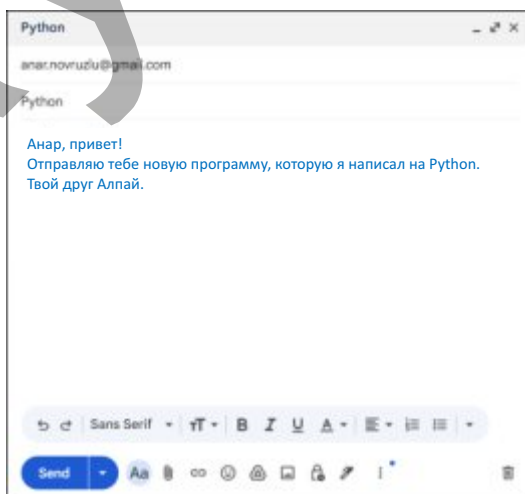 Python
anar.novruzlu@gmail.com
Python
Анар, привет!
Отправляю тебе новую программу, которую я написал на Python.
Твой друг Алпай.
Sans Serif
B I U A
Send Aa